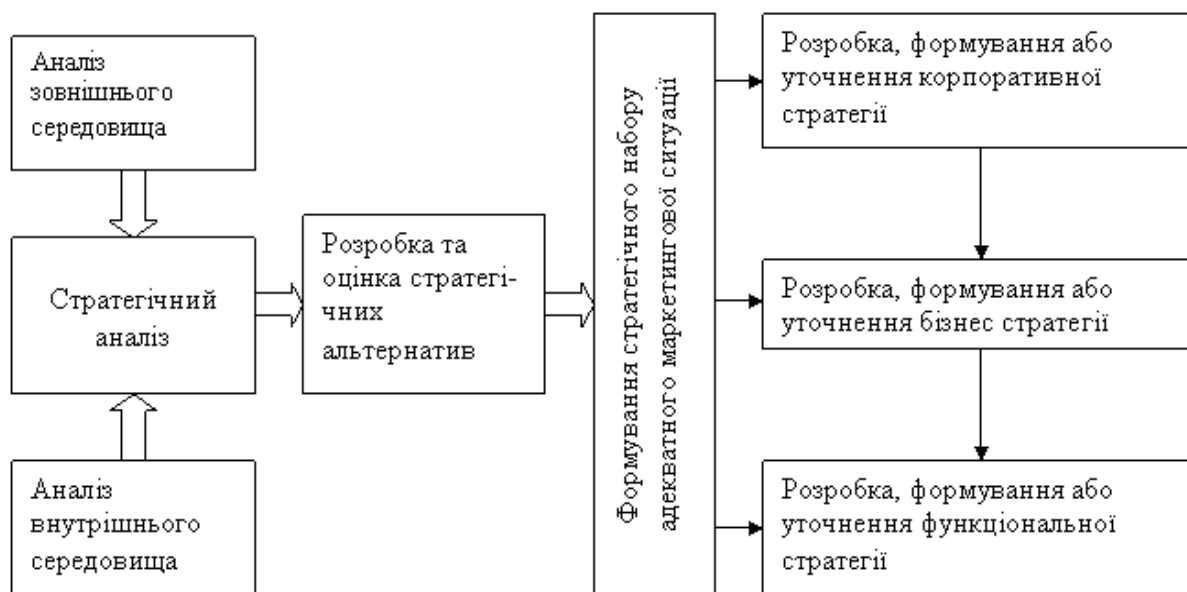 Аналіз
зовнішнього
середовища
Стратегічний
аналіз
Аналіз
внутрішнього
середовища
Розробка та
оцінка стратегі-
чних
альтернатив
Формування стратегічного набору
адекватного маркетингової ситуації
Розробка, формування або
уточнення корпоративної
стратегії
Розробка, формування або
уточнення бізнес стратегії
Розробка, формування або
уточнення функціональної
стратегії